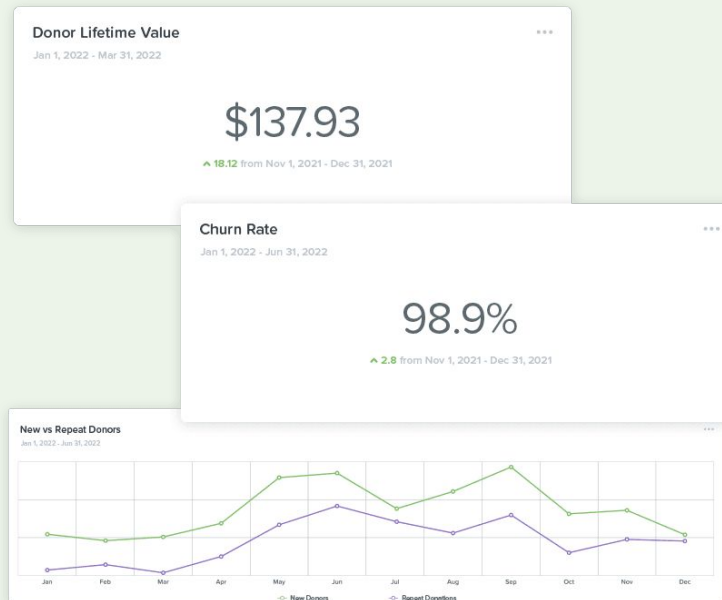 Donor Lifetime Value
Jan 1, 2022 - Mar 31, 2022
$137.93
18.12 from Nov 1, 2021 - Dec 31, 2021
Churn Rate
Jan 1, 2022 - Jun 31, 2022
98.9%
2.8 from Nov 1, 2021 - Dec 31, 2021
New vs Repeat Donors
Jan 1, 2022 - Jun 31, 2022
Jan Feb Mar Apr May Jun Jul Aug Sep Oct Nov Dec
New Donors Repeat Donations